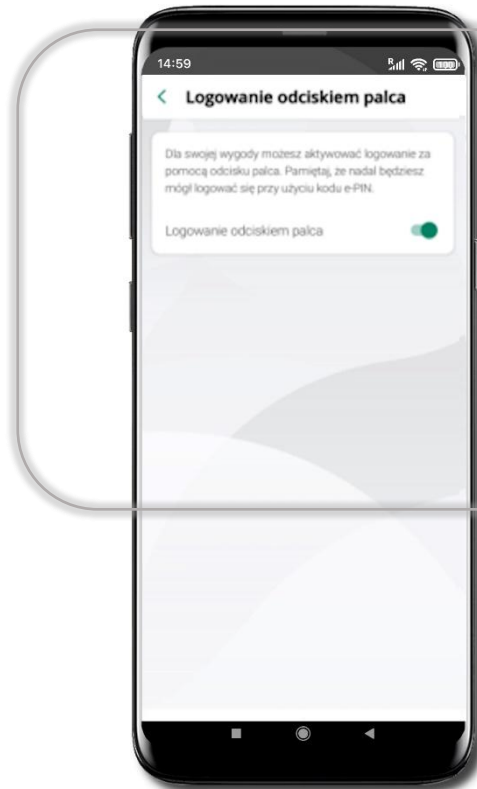 14:59
Logowanie odciskiem palca
Dla swojej wygody możesz aktywować logowanie za
pomocą odcisku palca. Pamiętaj, że nadal będziesz
mógł logować się przy użyciu kodu e-PIN.
Logowanie odciskiem palca